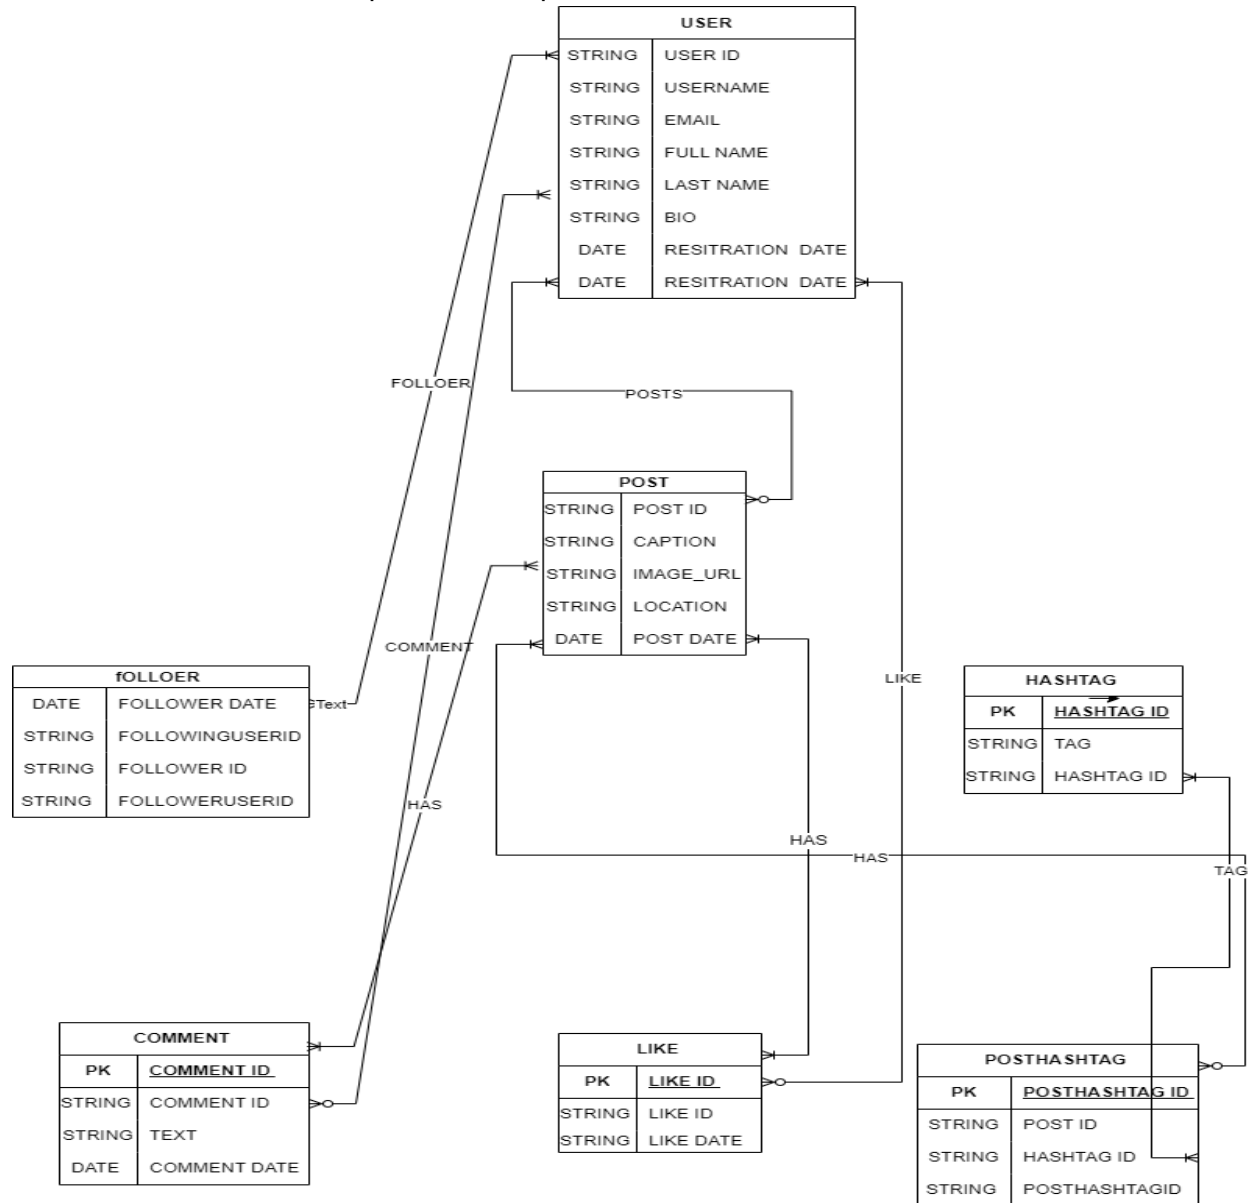 USER
STRING USER ID
STRING USERNAME
STRING EMAIL
STRING FULL NAME
STRING LAST NAME
STRING BIO
DATE RESITRATION DATE
DATE RESITRATION DATE
FOLLOER
POSTS
POST
STRING POST ID
STRING CAPTION
STRING IMAGE_URL
STRING LOCATION
DATE POST DATE
COMMENT
LIKE
fOLLOER
DATE FOLLOWER DATE
Text
STRING FOLLOWINGUSERID
STRING FOLLOWER ID
STRING FOLLOWERUSERID
HASHTAG
PK HASHTAG ID
STRING TAG
STRING HASHTAG ID
HAS
HAS
HAS
TAG
COMMENT
PK COMMENT ID
STRING COMMENT ID
STRING TEXT
DATE COMMENT DATE
LIKE
PK LIKE ID
STRING LIKE ID
STRING LIKE DATE
POSTHASHTAG
PK POSTHASHTAG ID
STRING POST ID
STRING HASHTAG ID
STRING POSTHASHTAGID